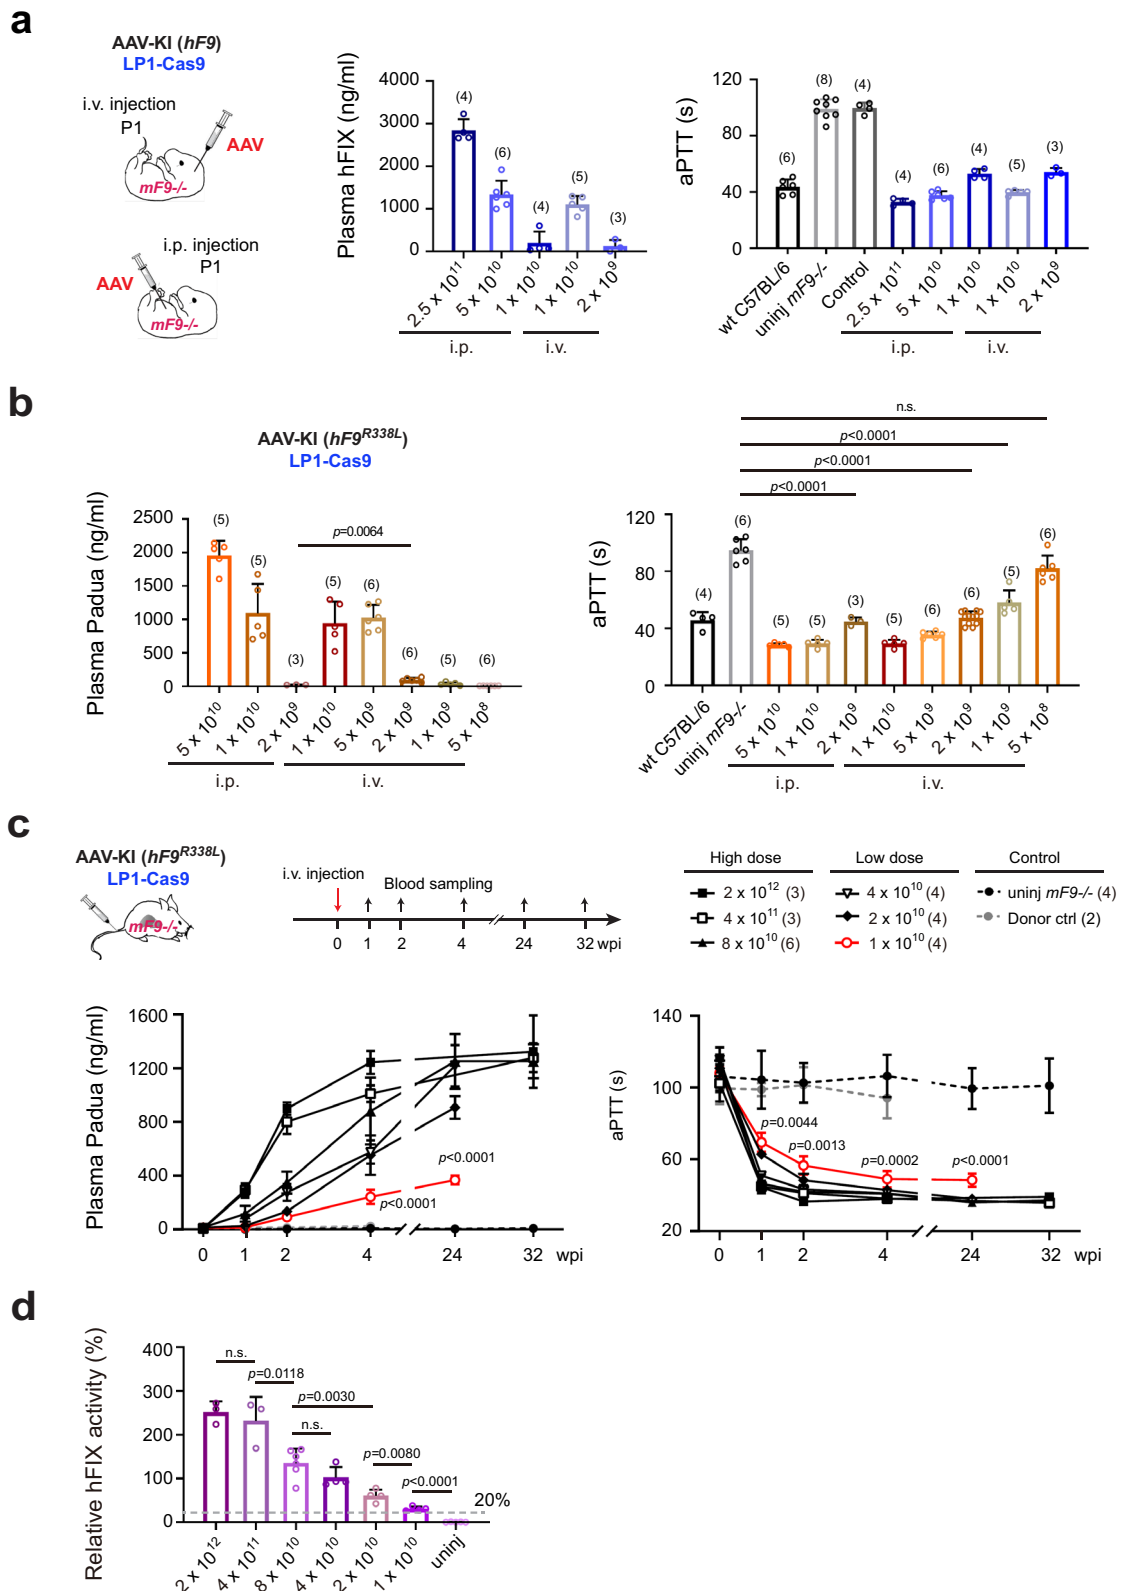 a
AAV-KI (hF9)
LP1-Cas9
i.v. injection
P1
AAV
mF9-/-
i.p. injection
P1
AAV
mF9-/-
Plasma hFIX (ng/ml)
4000
3000
2000
1000
0
(4)
(6)
(4)
(5)
(3)
2.5 x 10¹¹
5 x 10¹⁰
1 x 10¹⁰
1 x 10¹⁰
2 x 10⁹
i.p.
i.v.
aPTT (s)
120
80
40
0
(6)
(8)
(4)
(4)
(6)
(4)
(5)
(3)
wt C57BL/6
uninj mF9-/-
Control
2.5 x 10¹¹
5 x 10¹⁰
1 x 10¹⁰
1 x 10¹⁰
2 x 10⁹
i.p.
i.v.
b
AAV-KI (hF9ᴿ³³⁸ᴸ)
LP1-Cas9
Plasma Padua (ng/ml)
2500
2000
1500
1000
500
0
(5)
(5)
(3)
(5)
(6)
(6)
(5)
(6)
p=0.0064
5 x 10¹⁰
1 x 10¹⁰
2 x 10⁹
1 x 10¹⁰
5 x 10⁹
2 x 10⁹
1 x 10⁹
5 x 10⁸
i.p.
i.v.
n.s.
p<0.0001
p<0.0001
p<0.0001
aPTT (s)
120
80
40
0
(4)
(6)
(5)
(5)
(3)
(5)
(6)
(6)
(5)
(6)
wt C57BL/6
uninj mF9-/-
5 x 10¹⁰
1 x 10¹⁰
2 x 10⁹
1 x 10¹⁰
5 x 10⁹
2 x 10⁹
1 x 10⁹
5 x 10⁸
i.p.
i.v.
c
AAV-KI (hF9ᴿ³³⁸ᴸ)
LP1-Cas9
mF9-/-
i.v. injection
Blood sampling
0 1 2 4 24 32 wpi
High dose Low dose Control
2 x 10¹² (3) 4 x 10¹⁰ (4) uninj mF9-/- (4)
4 x 10¹¹ (3) 2 x 10¹⁰ (4) Donor ctrl (2)
8 x 10¹⁰ (6) 1 x 10¹⁰ (4)
Plasma Padua (ng/ml)
1600
1200
800
400
0
p<0.0001
p<0.0001
0 1 2 4 24 32 wpi
aPTT (s)
140
100
60
20
p=0.0044
p=0.0013
p=0.0002
p<0.0001
0 1 2 4 24 32 wpi
d
Relative hFIX activity (%)
400
300
200
100
0
n.s.
p=0.0118
p=0.0030
n.s.
p=0.0080
p<0.0001
20%
2 x 10¹²
4 x 10¹¹
8 x 10¹⁰
4 x 10¹⁰
2 x 10¹⁰
1 x 10¹⁰
uninj